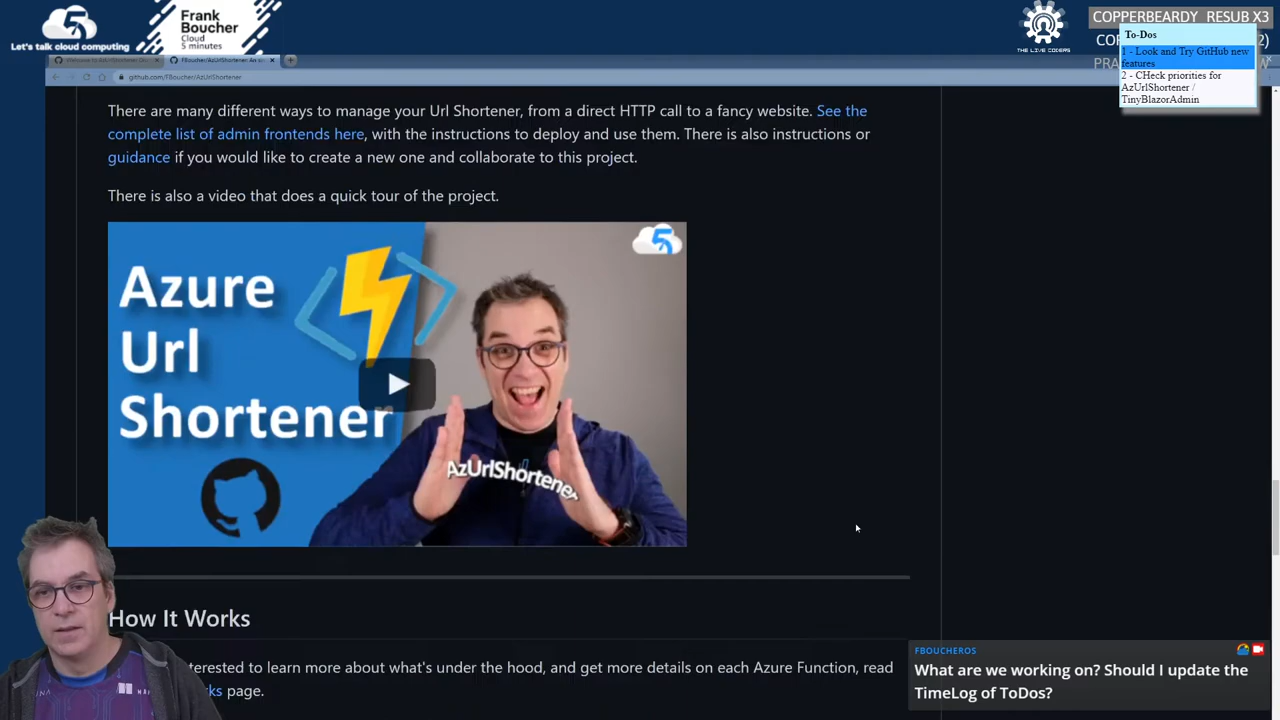 Let's talk cloud computing
Frank
Boucher
Cloud
5 minutes
THE LIVE CODERS
COPPERBEARDY RESUB X3
To-Dos
1 - Look and Try GitHub new
features
2 - CHeck priorities for
AzUrlShortener /
TinyBlazorAdmin
github.com/FBoucher/AzUrlShortener
There are many different ways to manage your Url Shortener, from a direct HTTP call to a fancy website. See the
complete list of admin frontends here, with the instructions to deploy and use them. There is also instructions or
guidance if you would like to create a new one and collaborate to this project.
There is also a video that does a quick tour of the project.
5
Azure
Url
Shortener
AzUrlShortener
How It Works
terested to learn more about what's under the hood, and get more details on each Azure Function, read
ks page.
FBOUCHEROS
What are we working on? Should I update the
TimeLog of ToDos?